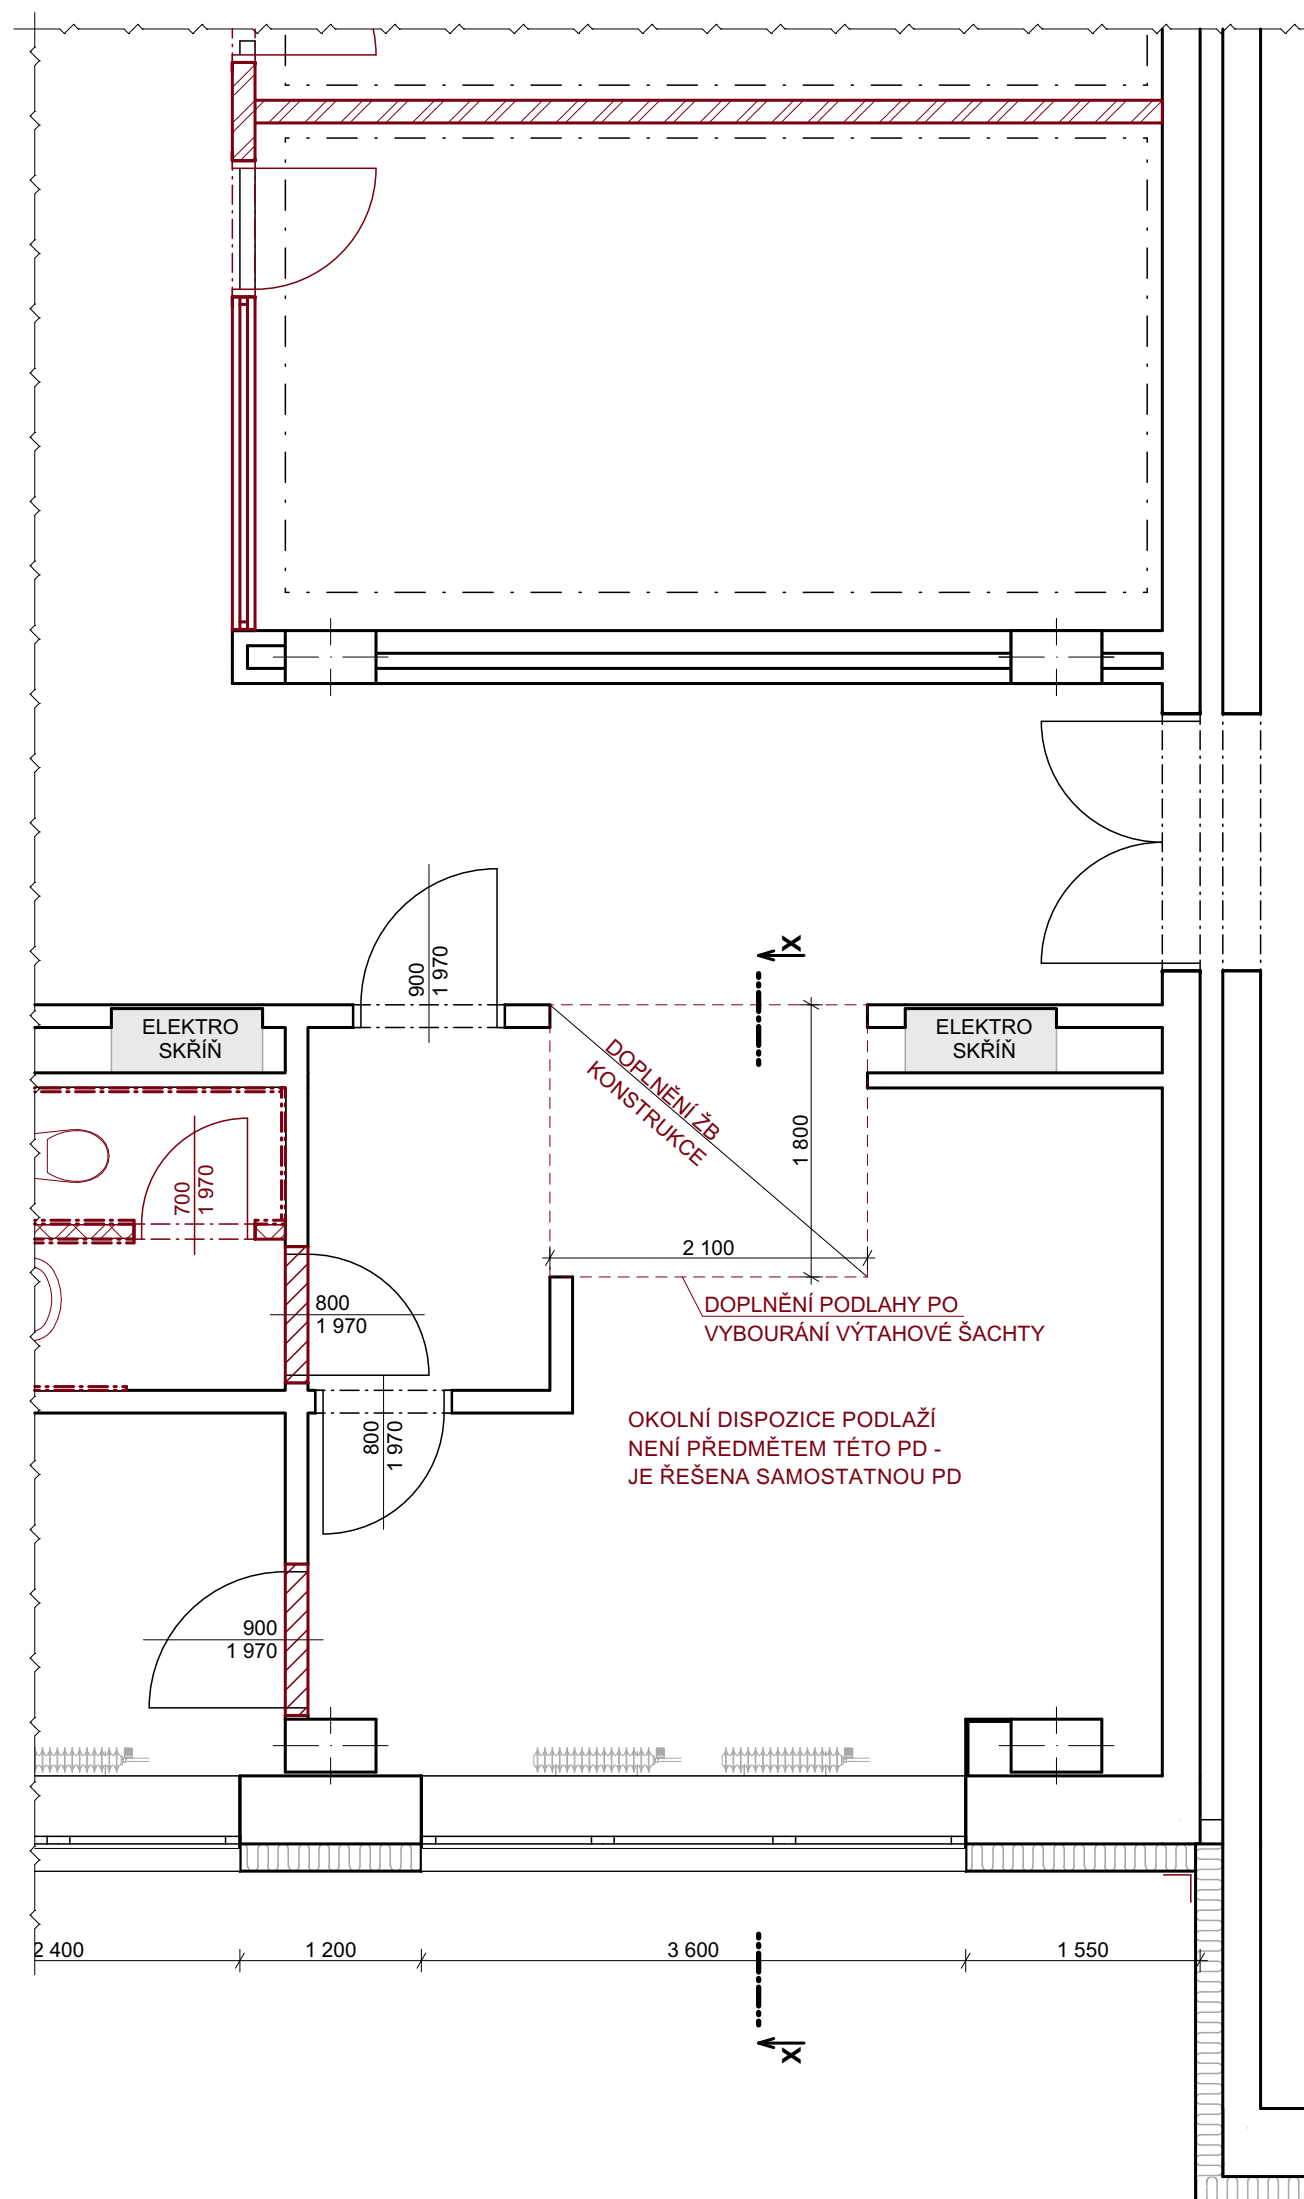 X
900
1 970
ELEKTRO
SKŘÍŇ
ELEKTRO
SKŘÍŇ
DOPLNĚNÍ ŽB
KONSTRUKCE
1 800
700
1 970
2 100
800
1 970
DOPLNĚNÍ PODLAHY PO
VYBOURÁNÍ VÝTAHOVÉ ŠACHTY
800
1 970
OKOLNÍ DISPOZICE PODLAŽÍ
NENÍ PŘEDMĚTEM TÉTO PD -
JE ŘEŠENA SAMOSTATNOU PD
900
1 970
2 400
1 200
3 600
1 550
X